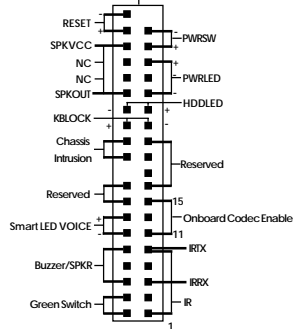 -
RESET
+
SPKVCC
NC
NC
SPKOUT
-
PWRSW
+
+
-
PWRLED
-
HDDLED
- +
KBLOCK
+ -
Chassis
Intrusion
Reserved
Reserved
15
Onboard Codec Enable
11
+
Smart LED VOICE
-
IRTX
Buzzer/SPKR
IRRX
IR
Green Switch
1